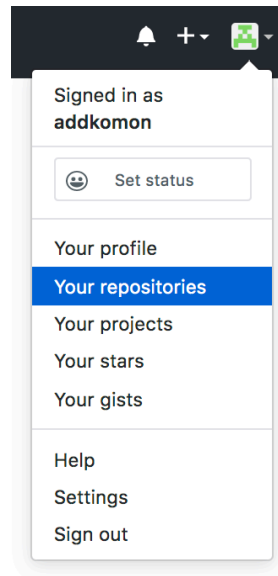 Signed in as
addkomon
Set status
Your profile
Your repositories
Your projects
Your stars
Your gists
Help
Settings
Sign out